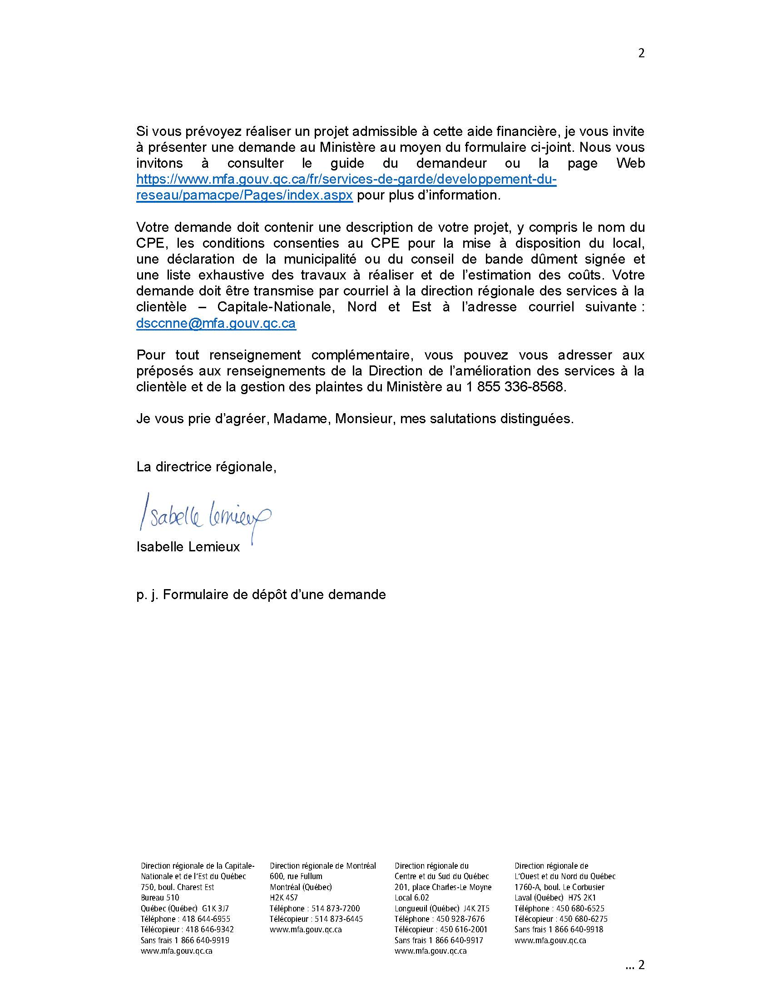 2
Si vous prévoyez réaliser un projet admissible à cette aide financière, je vous invite
à présenter une demande au Ministère au moyen du formulaire ci-joint. Nous vous
invitons à consulter le guide du demandeur ou la page Web
https://www.mfa.gouv.qc.ca/fr/services-de-garde/developpement-du-
reseau/pamacpe/Pages/index.aspx pour plus d’information.
Votre demande doit contenir une description de votre projet, y compris le nom du
CPE, les conditions consenties au CPE pour la mise à disposition du local,
une déclaration de la municipalité ou du conseil de bande dûment signée et
une liste exhaustive des travaux à réaliser et de l’estimation des coûts. Votre
demande doit être transmise par courriel à la direction régionale des services à la
clientèle – Capitale-Nationale, Nord et Est à l’adresse courriel suivante :
dsccnne@mfa.gouv.qc.ca
Pour tout renseignement complémentaire, vous pouvez vous adresser aux
préposés aux renseignements de la Direction de l’amélioration des services à la
clientèle et de la gestion des plaintes du Ministère au 1 855 336-8568.
Je vous prie d’agréer, Madame, Monsieur, mes salutations distinguées.
La directrice régionale,
Isabelle Lemieux
Isabelle Lemieux
p. j. Formulaire de dépôt d’une demande
Direction régionale de la Capitale-
Nationale et de l’Est du Québec
750, boul. Charest Est
Bureau 510
Québec (Québec) G1K 3J7
Téléphone : 418 644-6955
Télécopieur : 418 646-9342
Sans frais 1 866 640-9919
www.mfa.gouv.qc.ca
Direction régionale de Montréal
600, rue Fullum
Montréal (Québec)
H2K 4S7
Téléphone : 514 873-7200
Télécopieur : 514 873-6445
www.mfa.gouv.qc.ca
Direction régionale du
Centre et du Sud du Québec
201, place Charles-Le Moyne
Local 6.02
Longueuil (Québec) J4K 2T5
Téléphone : 450 928-7676
Télécopieur : 450 616-2001
Sans frais 1 866 640-9917
www.mfa.gouv.qc.ca
Direction régionale de
L’Ouest et du Nord du Québec
1760-A, boul. Le Corbusier
Laval (Québec) H7S 2K1
Téléphone : 450 680-6525
Télécopieur : 450 680-6275
Sans frais 1 866 640-9918
www.mfa.gouv.qc.ca
... 2